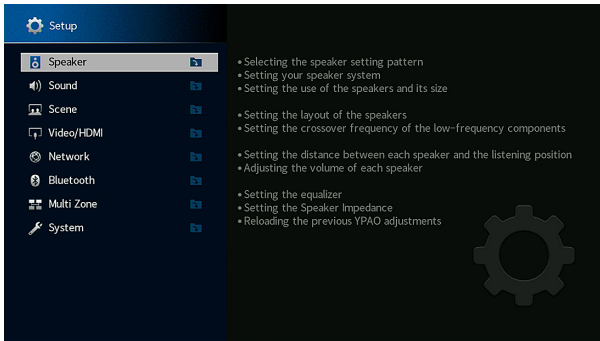 Setup
Speaker
Sound
Scene
Video/HDMI
Network
Bluetooth
Multi Zone
System
•Selecting the speaker setting pattern
•Setting your speaker system
•Setting the use of the speakers and its size
•Setting the layout of the speakers
•Setting the crossover frequency of the low-frequency components
•Setting the distance between each speaker and the listening position
•Adjusting the volume of each speaker
•Setting the equalizer
•Setting the Speaker Impedance
•Reloading the previous YPAO adjustments